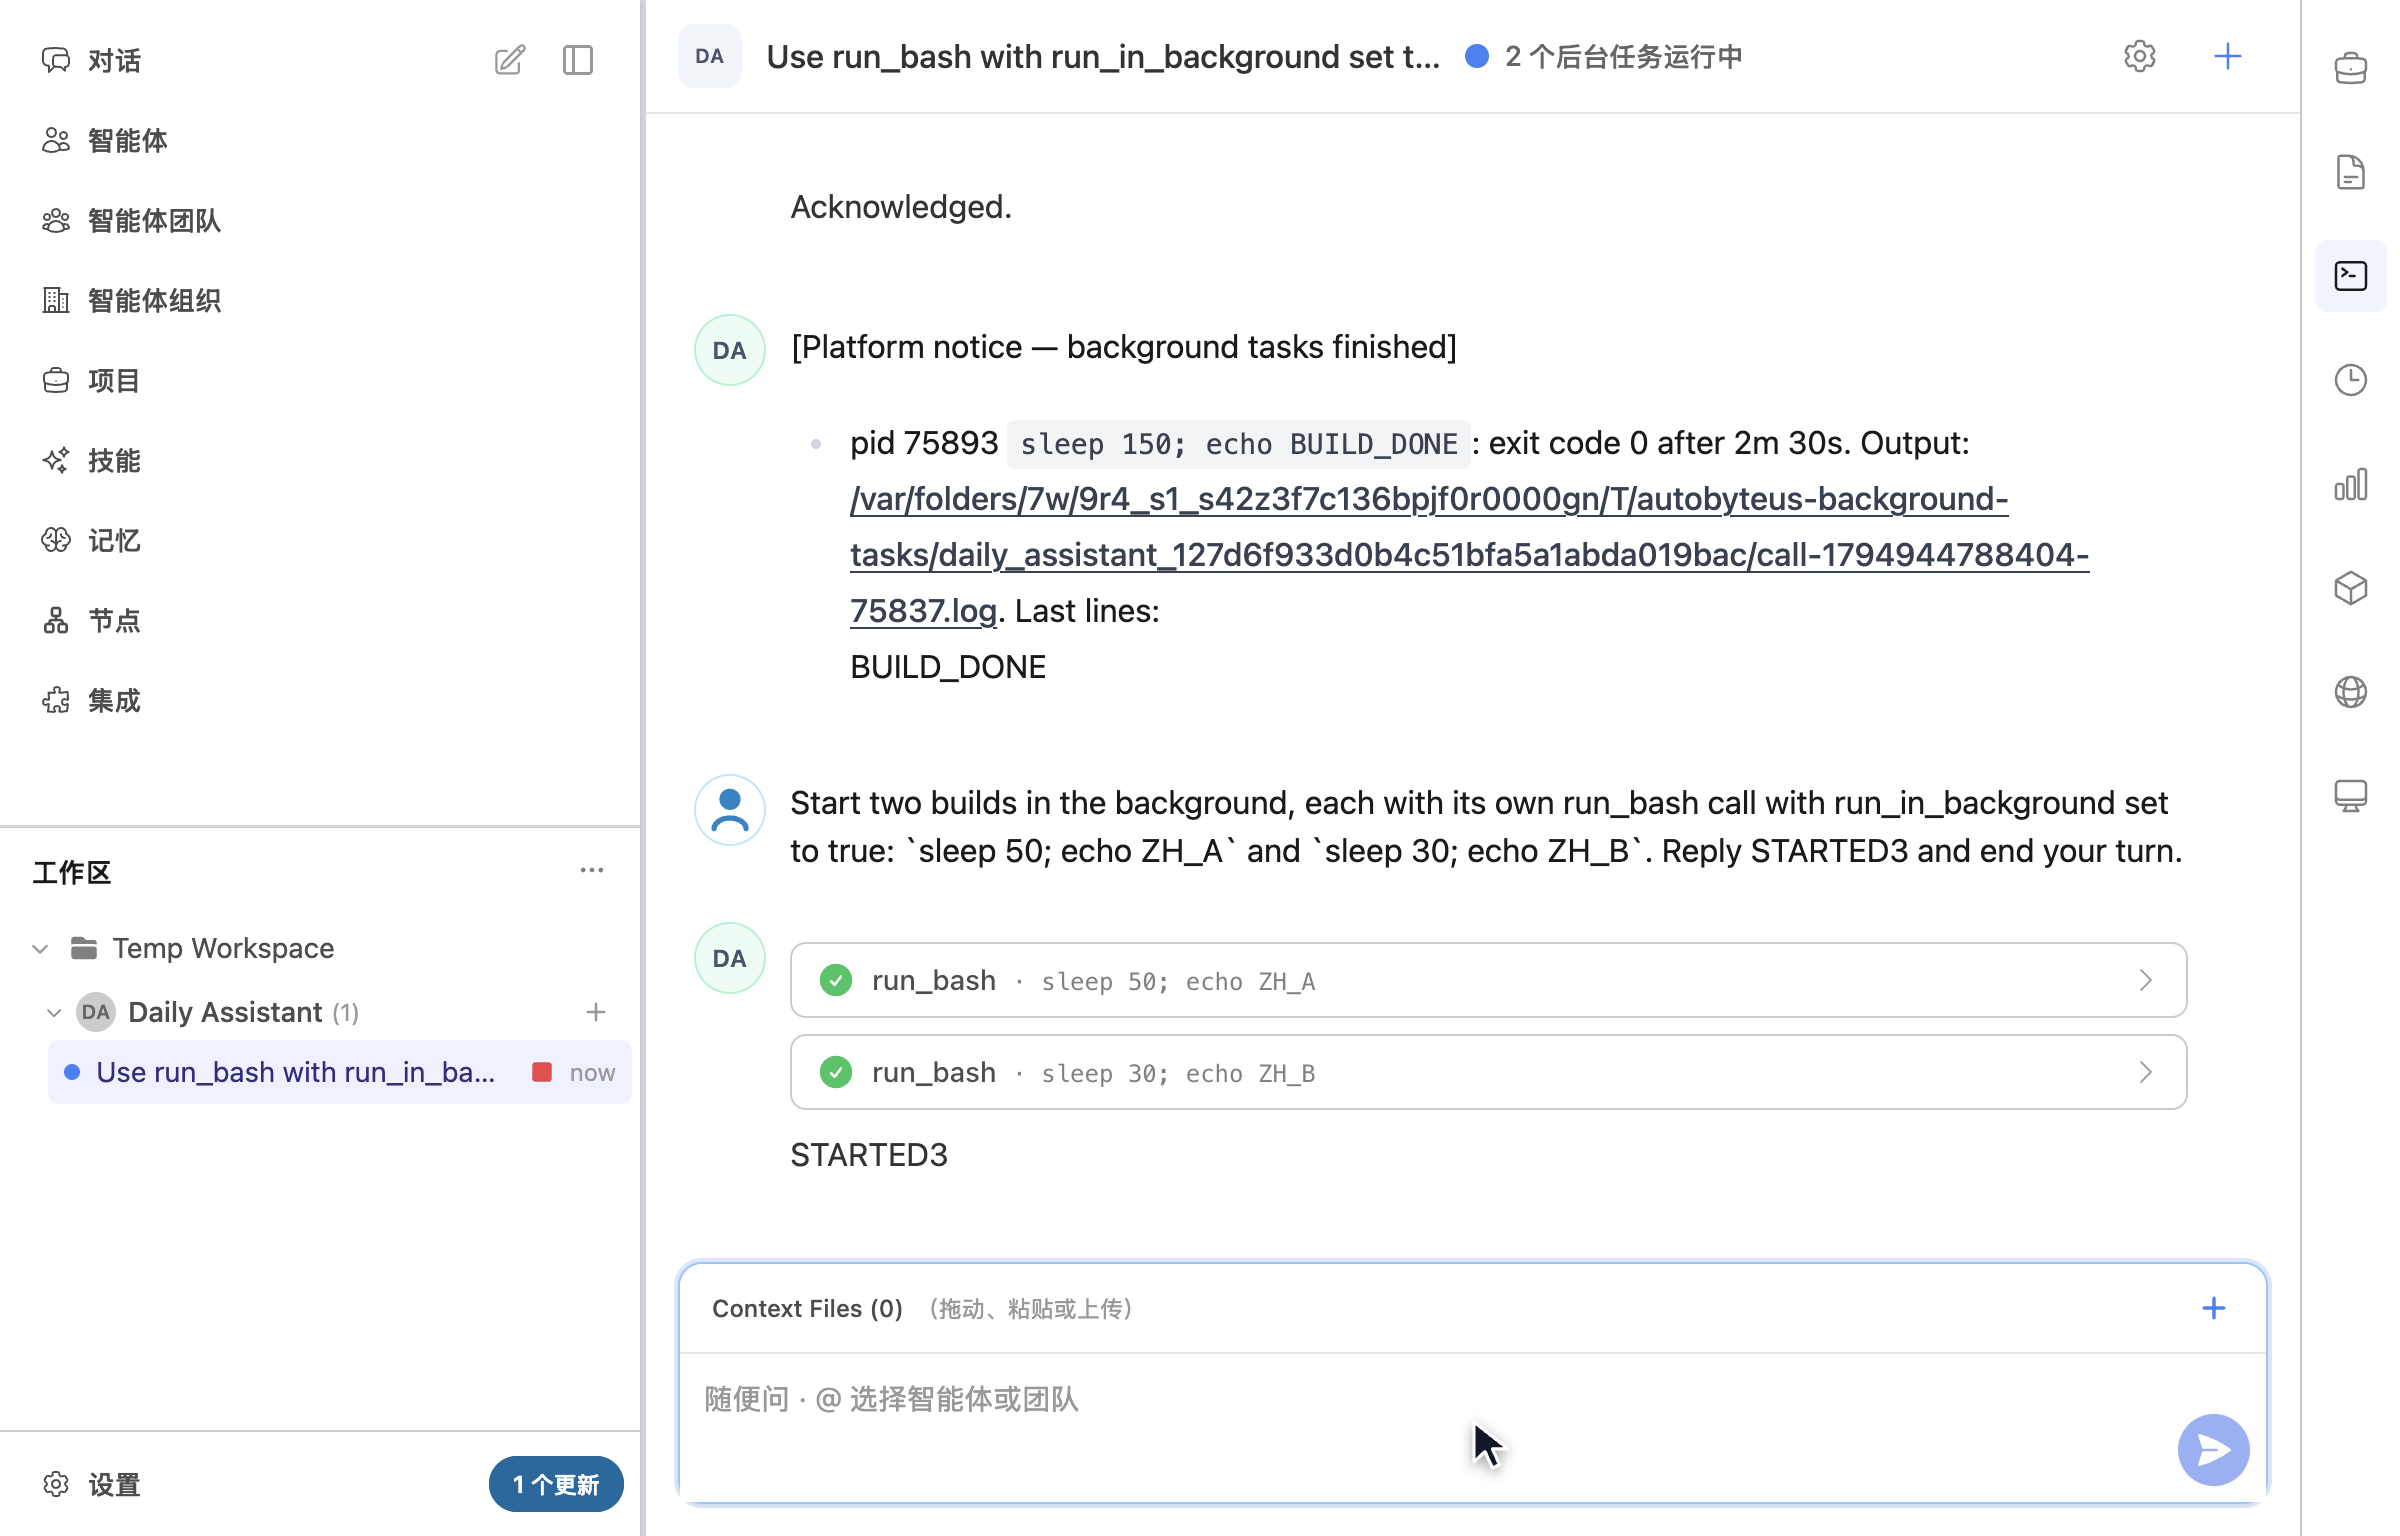 对话
智能体
智能体团队
智能体组织
项目
技能
记忆
节点
集成
工作区
Temp Workspace
DA Daily Assistant (1)
Use run_bash with run_in_ba... now
设置
1 个更新
DA Use run_bash with run_in_background set t... 2 个后台任务运行中
Acknowledged.
DA [Platform notice — background tasks finished]
pid 75893 sleep 150; echo BUILD_DONE : exit code 0 after 2m 30s. Output:
/var/folders/7w/9r4_s1_s42z3f7c136bpjf0r0000gn/T/autobyteus-background-
tasks/daily_assistant_127d6f933d0b4c51bfa5a1abda019bac/call-1794944788404-
75837.log. Last lines:
BUILD_DONE
Start two builds in the background, each with its own run_bash call with run_in_background set
to true: `sleep 50; echo ZH_A` and `sleep 30; echo ZH_B`. Reply STARTED3 and end your turn.
DA
run_bash · sleep 50; echo ZH_A
run_bash · sleep 30; echo ZH_B
STARTED3
Context Files (0) (拖动、粘贴或上传)
随便问 · @ 选择智能体或团队